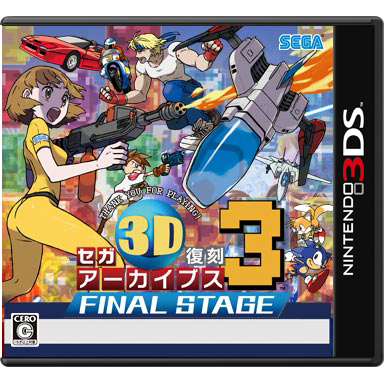 SEGA
NINTENDO 3DS
THANK YOU FOR PLAYING!
セガ 3D 復刻
アーカイブス 3
FINAL STAGE
CERO
C